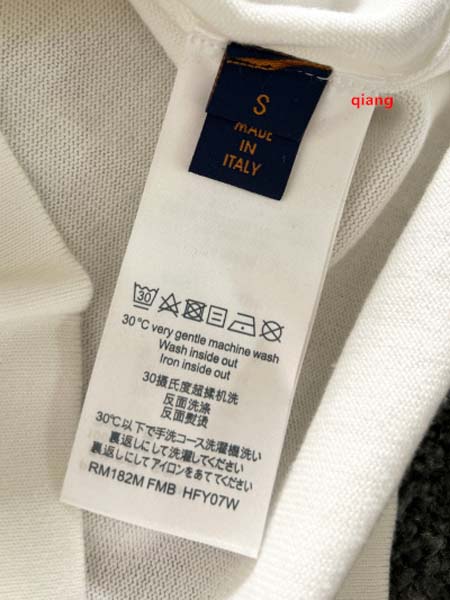 S
MADE
IN
ITALY
qiang
30
30°C very gentle machine wash
Wash inside out
Iron inside out
30摄氏度超揉机洗
反面洗涤
反面熨烫
30℃以下で手洗コース洗濯機洗い
裏返しにして洗濯してください
裏返しにしてアイロンをあててください
RM182M FMB HFY07W